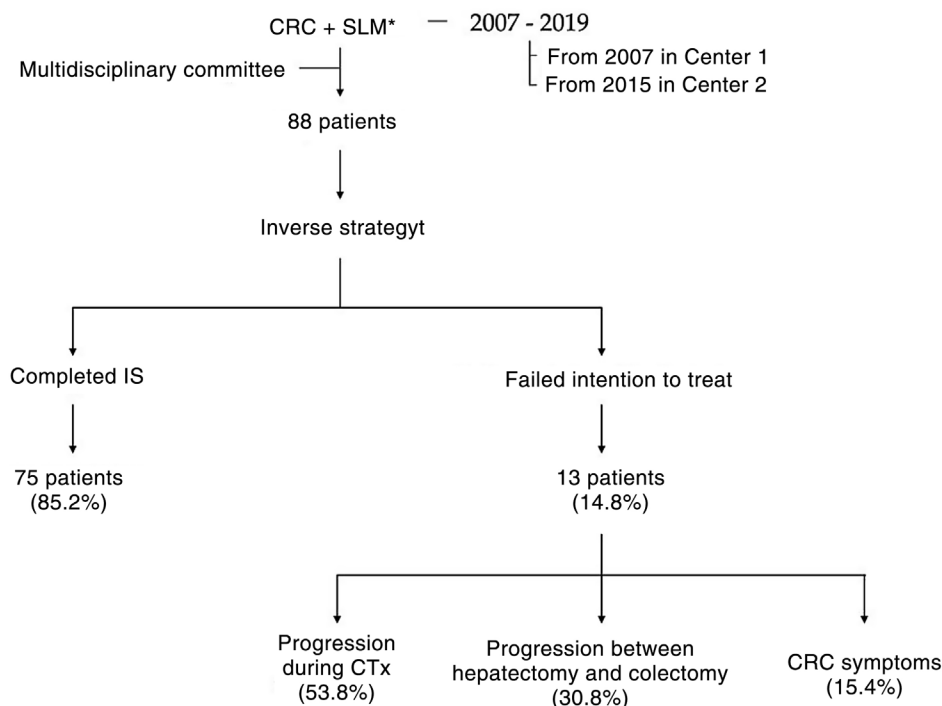 CRC + SLM* — 2007 - 2019
From 2007 in Center 1
Multidisciplinary committee
From 2015 in Center 2
88 patients
Inverse strategyt
Completed IS
Failed intention to treat
75 patients
(85.2%)
13 patients
(14.8%)
Progression
during CTx
(53.8%)
Progression between
hepatectomy and colectomy
(30.8%)
CRC symptoms
(15.4%)